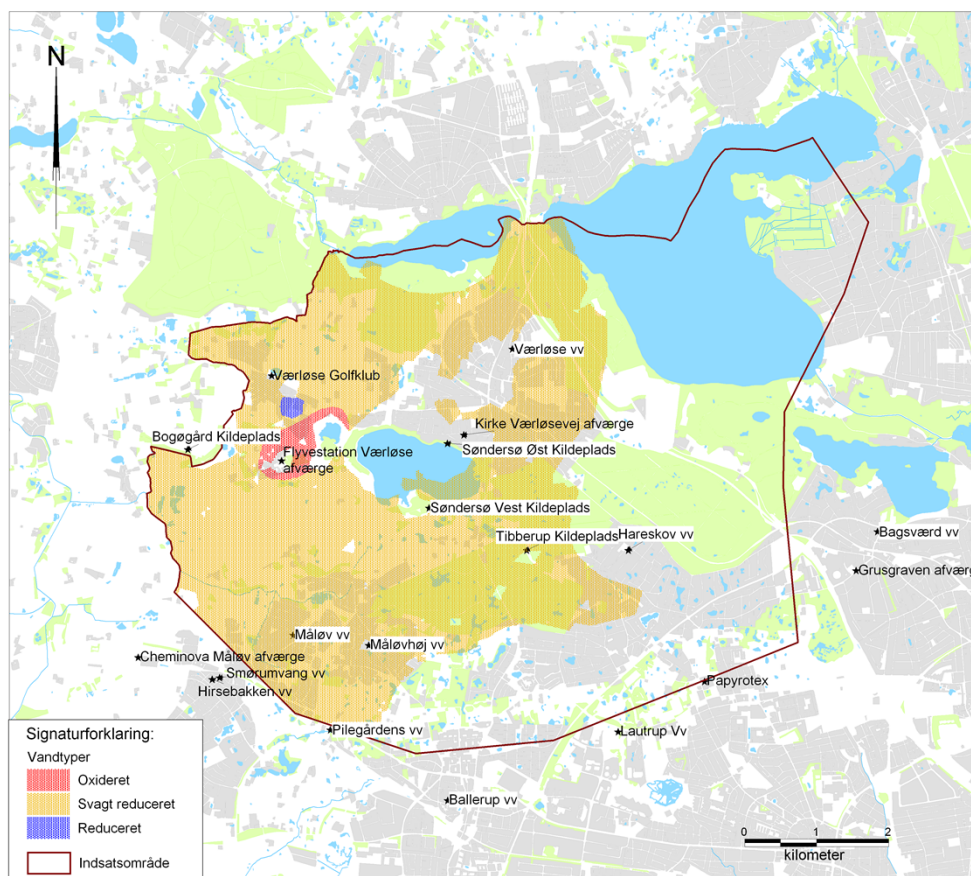 N
Værløse vv
Værløse Golfklub
Kirke Værløsevej afværge
Bogøgård Kildeplads
Søndersø Øst Kildeplads
Flyvestation Værløse
afværge
Søndersø Vest Kildeplads
Tibberup Kildeplads
Hareskov vv
Bagsværd vv
Grusgraven afværg
Måløv vv
Måløvhøj vv
Cheminova Måløv afværge
Smørumvang vv
Hirsebakken vv
Papyrotex
Pilegårdens vv
Lautrup Vv
Ballerup vv
Signaturforklaring:
Vandtyper
Oxideret
Svagt reduceret
Reduceret
Indsatsområde
0 1 2
kilometer